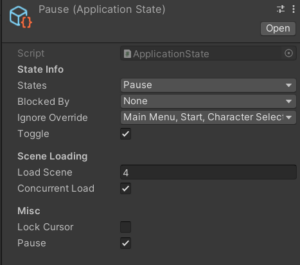 Pause (Application State)
Open
Script ApplicationState
State Info
States Pause
Blocked By None
Ignore Override Main Menu, Start, Character Select
Toggle
Scene Loading
Load Scene 4
Concurrent Load
Misc
Lock Cursor
Pause